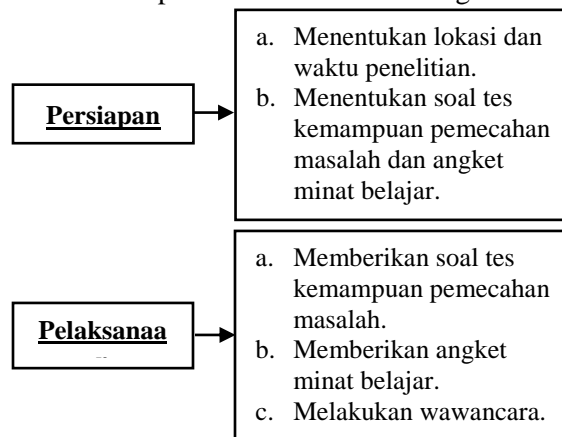 a. Menentukan lokasi dan
waktu penelitian.
b. Menentukan soal tes
kemampuan pemecahan
masalah dan angket
minat belajar.
Persiapan
a. Memberikan soal tes
kemampuan pemecahan
masalah.
b. Memberikan angket
minat belajar.
c. Melakukan wawancara.
Pelaksanaa